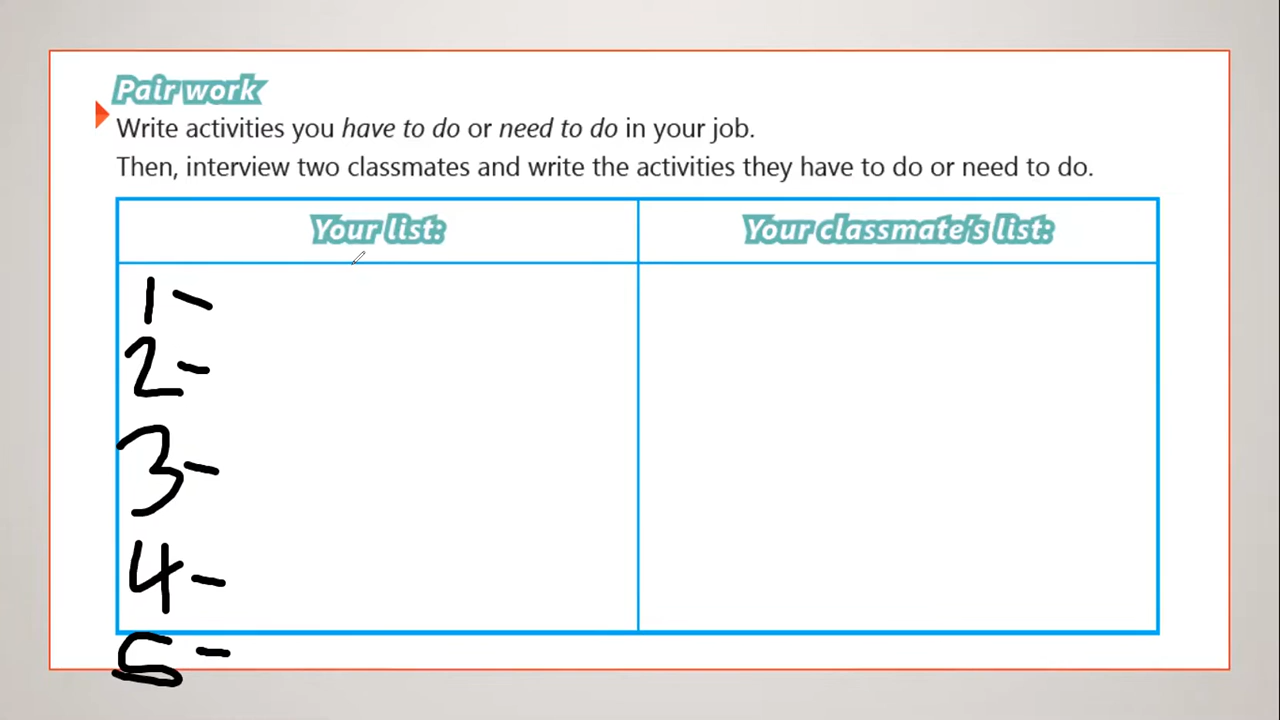 Pair work
Write activities you have to do or need to do in your job.
Then, interview two classmates and write the activities they have to do or need to do.
Your list:
Your classmate's list:
1-
2-
3-
4-
5-